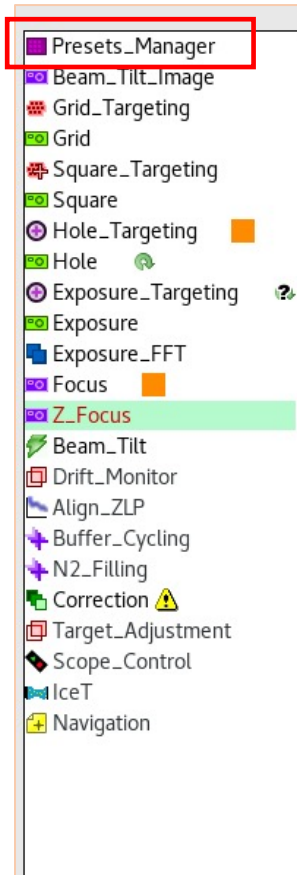 Presets_Manager
Beam_Tilt_Image
Grid_Targeting
Grid
Square_Targeting
Square
Hole_Targeting
Hole
Exposure_Targeting
Exposure
Exposure_FFT
Focus
Z_Focus
Beam_Tilt
Drift_Monitor
Align_ZLP
Buffer_Cycling
N2_Filling
Correction
Target_Adjustment
Scope_Control
IceT
Navigation